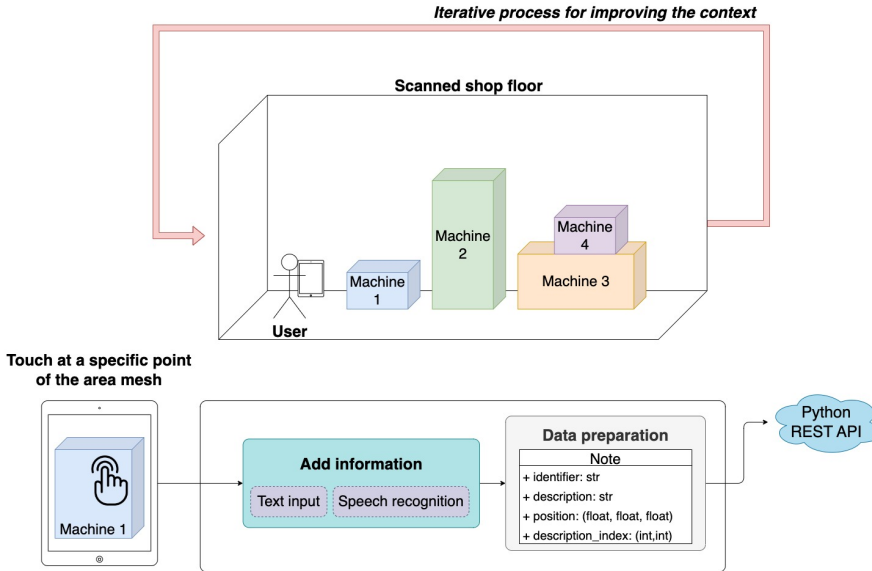 Iterative process for improving the context
Scanned shop floor
Machine
2
Machine
4
Machine
1
Machine 3
User
Touch at a specific point
of the area mesh
Machine 1
Add information
Text input
Speech recognition
Data preparation
Note
+ identifier: str
+ description: str
+ position: (float, float, float)
+ description_index: (int,int)
Python
REST API